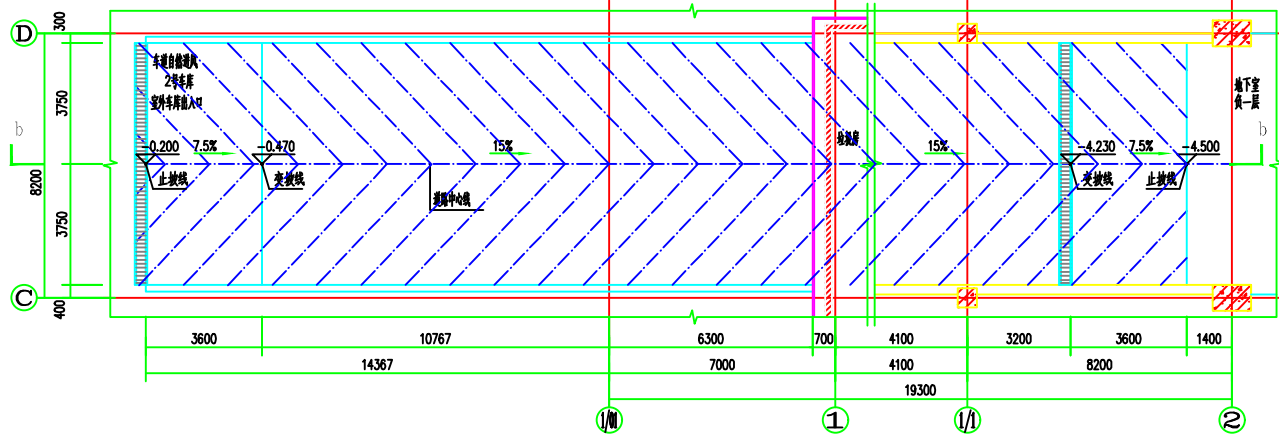 D
300
车道自然通风
2号车库
室外车库出入口
地下室
负一层
3750
b
b
垃圾房
-0.200
7.5%
-0.470
15%
15%
-4.230
7.5%
-4.500
止坡线
变坡线
变坡线
止坡线
道路中心线
8200
3750
C
400
3600
10767
6300
700
4100
3200
3600
1400
14367
7000
4100
8200
19300
1/01
1
1/1
2